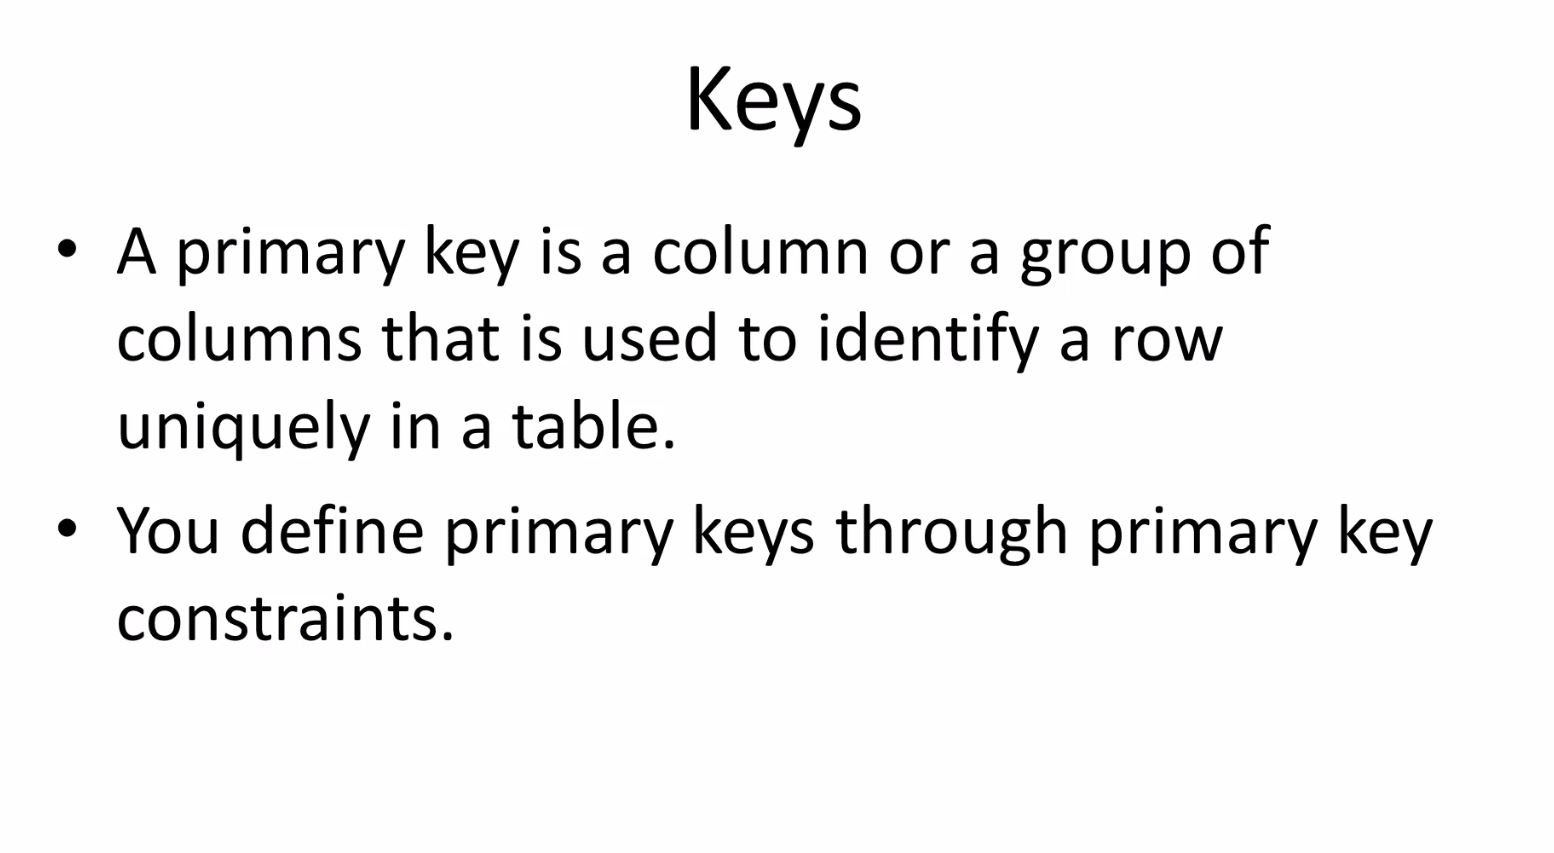 Keys
• A primary key is a column or a group of
columns that is used to identify a row
uniquely in a table.
• You define primary keys through primary key
constraints.